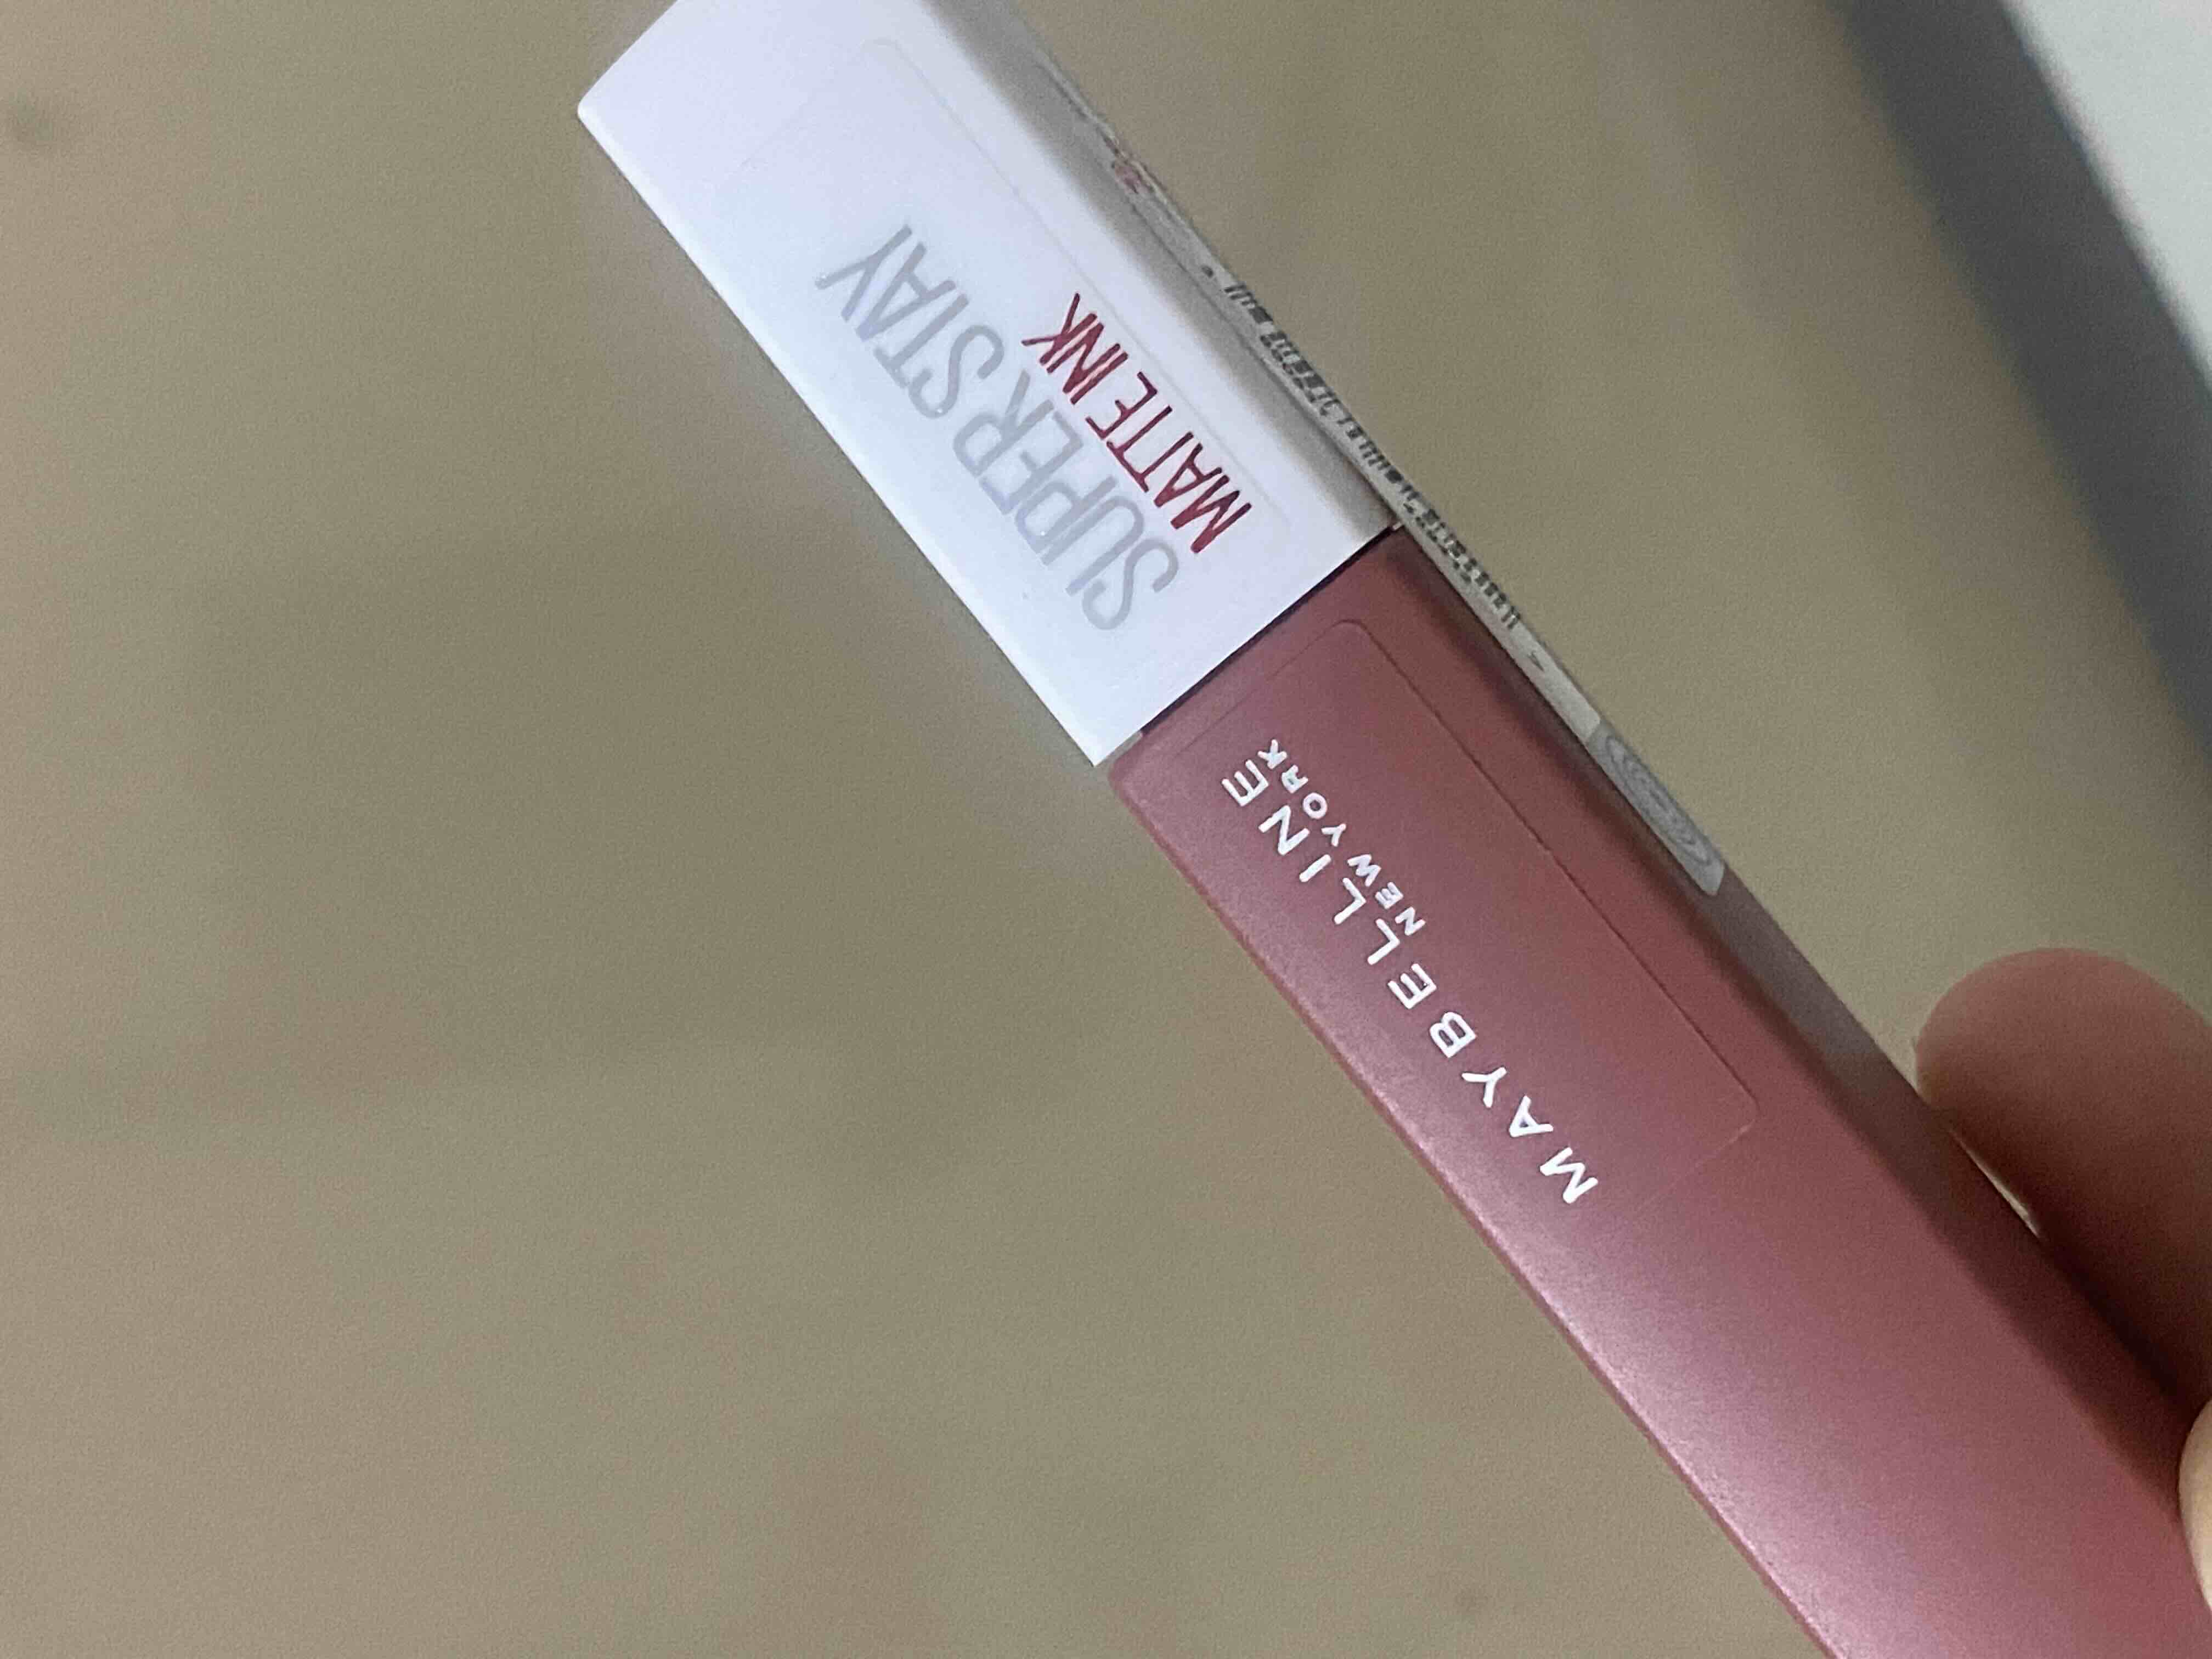 SUPER STAY
MATTE INK
MAYBELLINE
NEW YORK